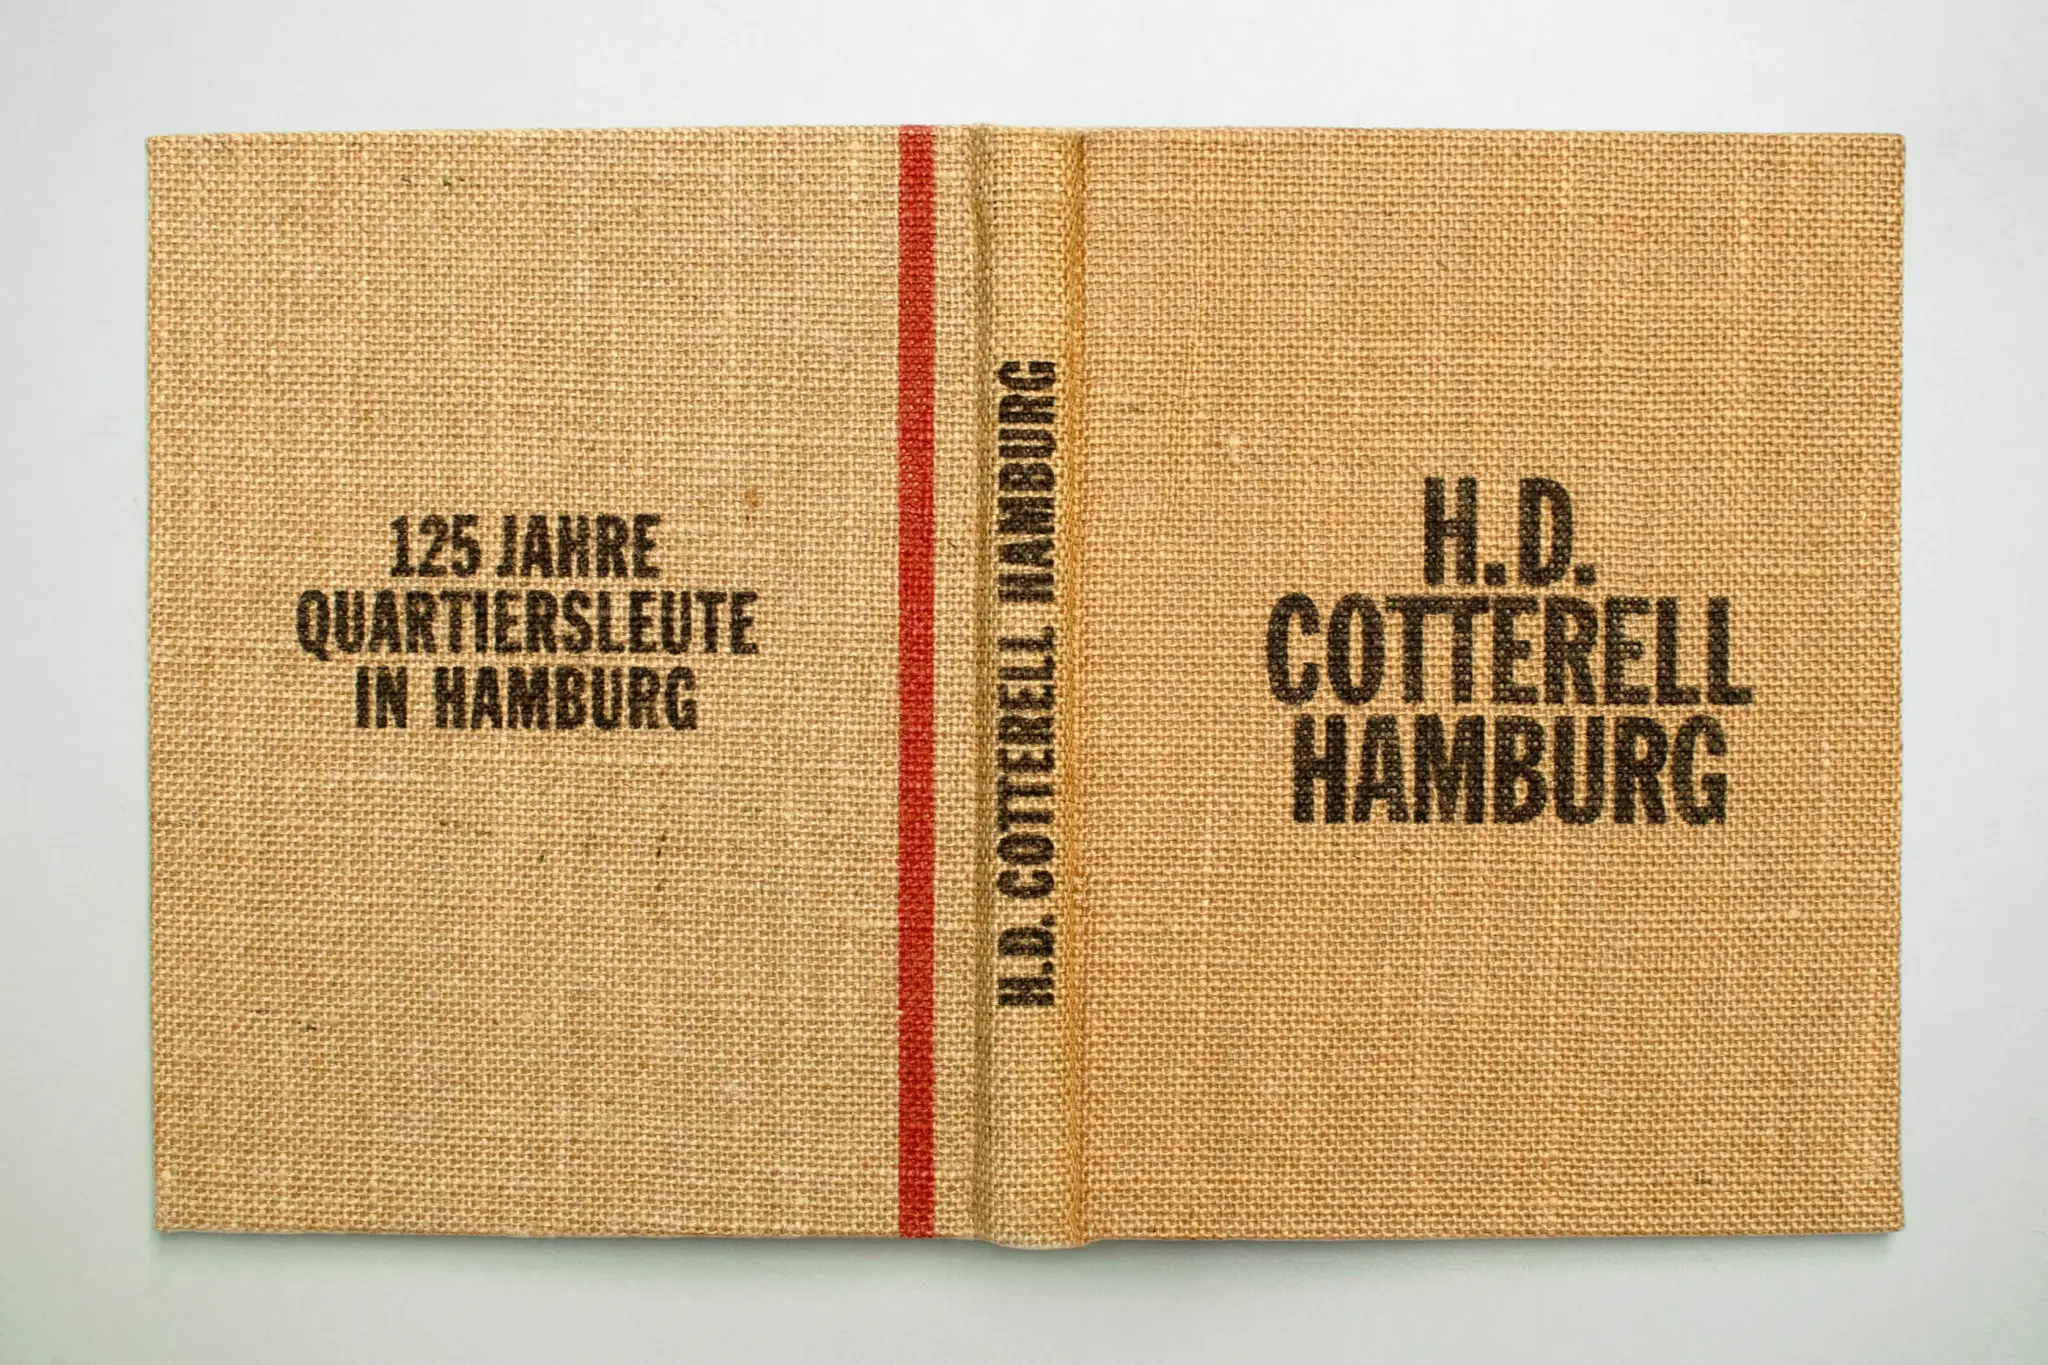 125 JAHRE
QUARTIERSLEUTE
IN HAMBURG
H.D. COTTERELL HAMBURG
H.D.
COTTERELL
HAMBURG